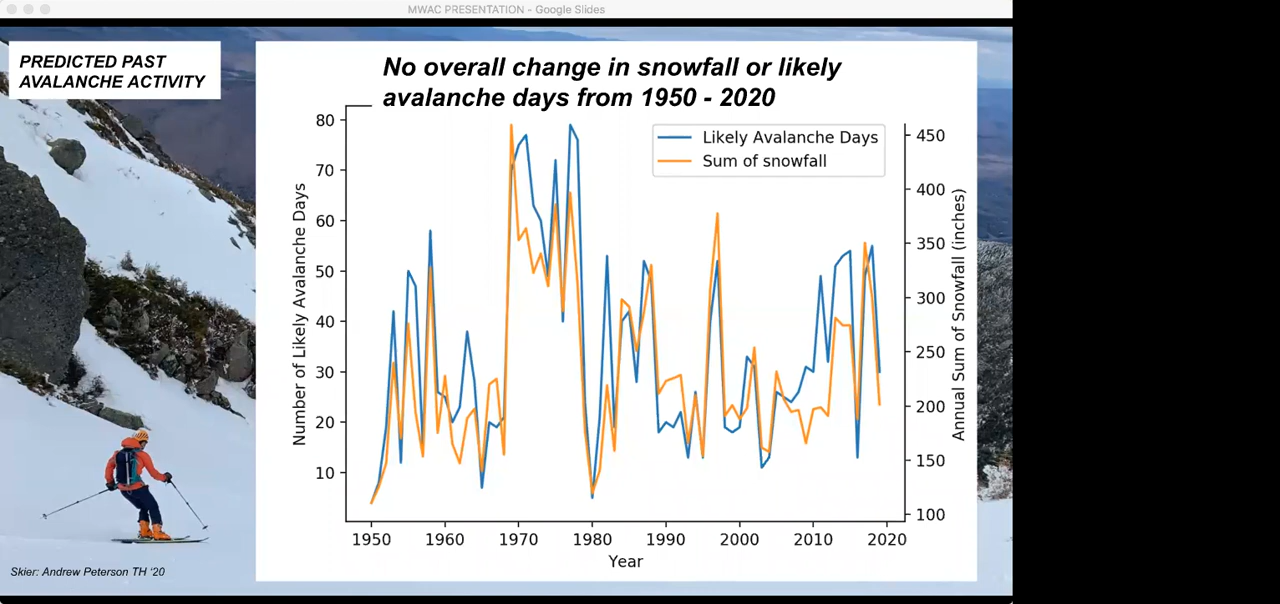 MWAC PRESENTATION - Google Slides
PREDICTED PAST
AVALANCHE ACTIVITY
No overall change in snowfall or likely
avalanche days from 1950 - 2020
Likely Avalanche Days
Sum of snowfall
Number of Likely Avalanche Days
80
70
60
50
40
30
20
10
450
400
350
300
250
200
150
100
Annual Sum of Snowfall (inches)
1950 1960 1970 1980 1990 2000 2010 2020
Year
Skier: Andrew Peterson TH ‘20